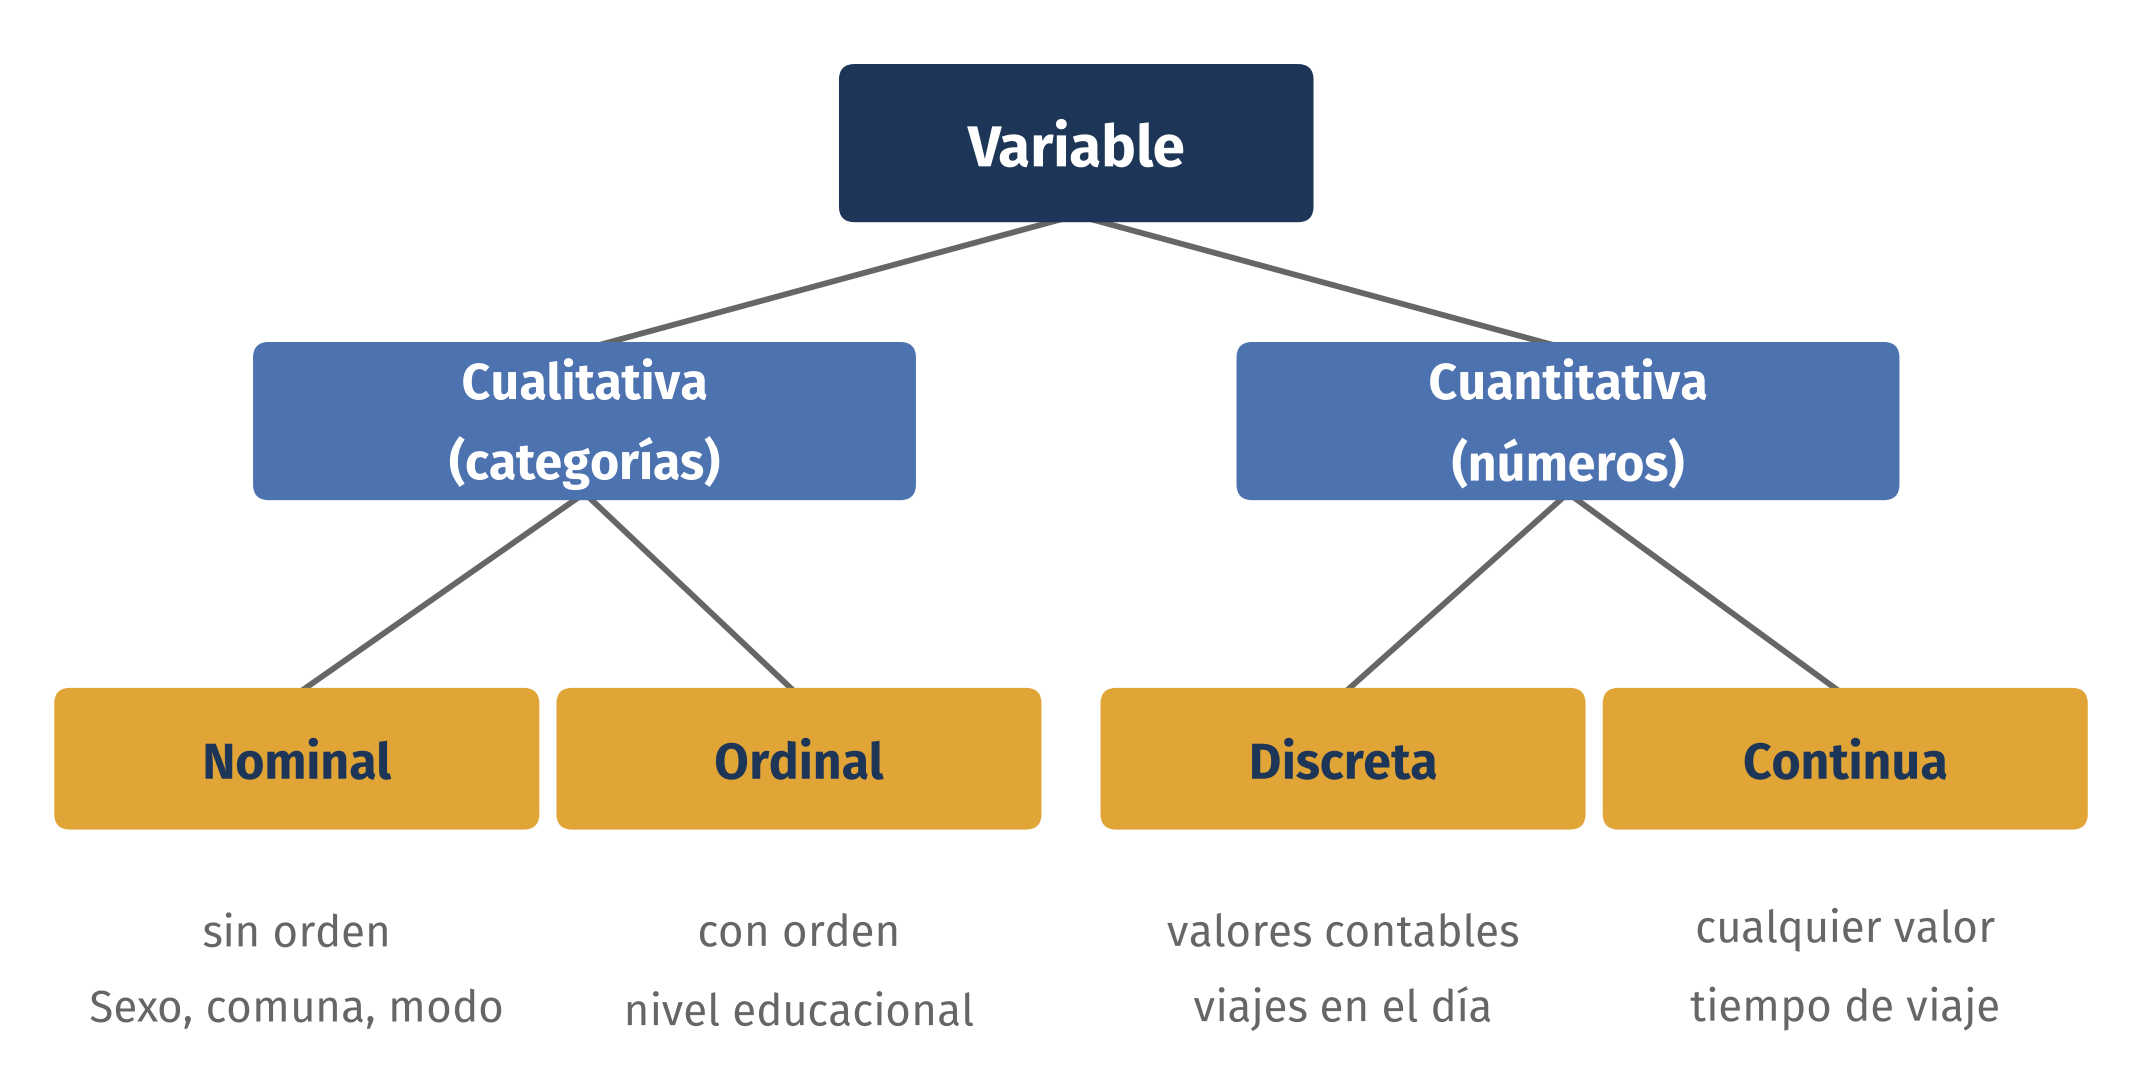 Variable
Cualitativa
(categorías)
Cuantitativa
(números)
Nominal
Ordinal
Discreta
Continua
sin orden
Sexo, comuna, modo
con orden
nivel educacional
valores contables
viajes en el día
cualquier valor
tiempo de viaje